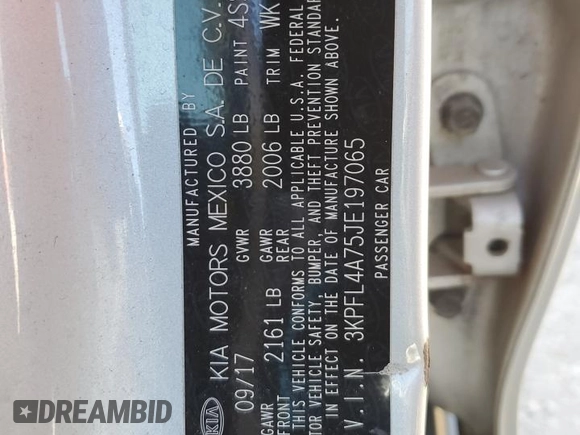 MANUFACTURED BY
KIA KIA MOTORS MEXICO S.A. DE C.V.
09/17 GVWR 3880 LB PAINT 4S
GAWR FRONT 2161 LB GAWR REAR 2006 LB TRIM WK
THIS VEHICLE CONFORMS TO ALL APPLICABLE U.S.A. FEDERAL
MOTOR VEHICLE SAFETY, BUMPER, AND THEFT PREVENTION STANDAR
IN EFFECT ON THE DATE OF MANUFACTURE SHOWN ABOVE.
V.I.N. 3KPFL4A75JE197065
PASSENGER CAR
DREAMBID